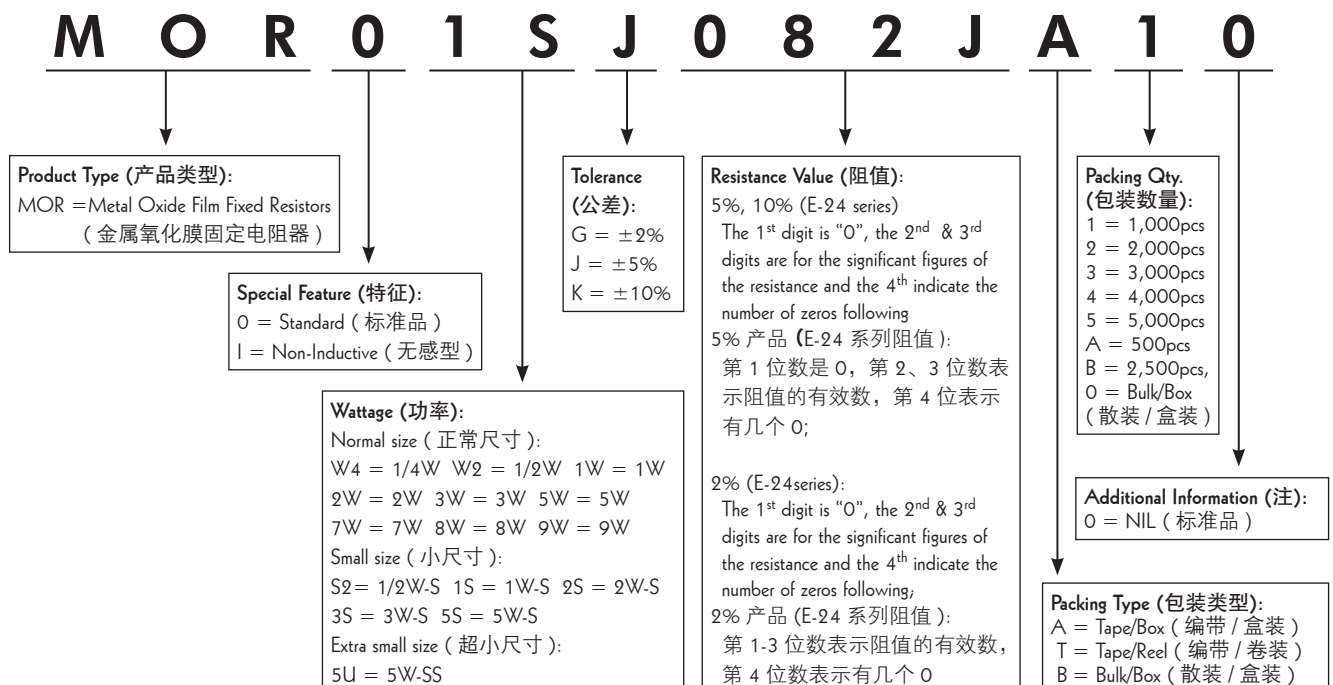 MOR01SJ082JA10
Product Type (产品类型):
MOR =Metal Oxide Film Fixed Resistors
( 金属氧化膜固定电阻器 )
Special Feature (特征):
0 = Standard ( 标准品 )
I = Non-Inductive ( 无感型 )
Wattage (功率):
Normal size ( 正常尺寸 ):
W4 = 1/4W W2 = 1/2W 1W = 1W
2W = 2W 3W = 3W 5W = 5W
7W = 7W 8W = 8W 9W = 9W
Small size ( 小尺寸 ):
S2= 1/2W-S 1S = 1W-S 2S = 2W-S
3S = 3W-S 5S = 5W-S
Extra small size ( 超小尺寸 ):
5U = 5W-SS
Tolerance
(公差):
G = ±2%
J = ±5%
K = ±10%
Resistance Value (阻值):
5%, 10% (E-24 series)
The 1st digit is “0”, the 2nd & 3rd
digits are for the significant figures of
the resistance and the 4th indicate the
number of zeros following
5% 产品 (E-24 系列阻值 ):
第 1 位数是 0，第 2、3 位数表
示阻值的有效数，第 4 位表示
有几个 0;
2% (E-24series):
The 1st digit is “0”, the 2nd & 3rd
digits are for the significant figures of
the resistance and the 4th indicate the
number of zeros following;
2% 产品 (E-24 系列阻值 ):
第 1-3 位数表示阻值的有效数，
第 4 位数表示有几个 0
Packing Qty.
(包装数量):
1 = 1,000pcs
2 = 2,000pcs
3 = 3,000pcs
4 = 4,000pcs
5 = 5,000pcs
A = 500pcs
B = 2,500pcs,
0 = Bulk/Box
( 散装 / 盒装 )
Additional Information (注):
0 = NIL ( 标准品 )
Packing Type (包装类型):
A = Tape/Box ( 编带 / 盒装 )
T = Tape/Reel ( 编带 / 卷装 )
B = Bulk/Box ( 散装 / 盒装 )